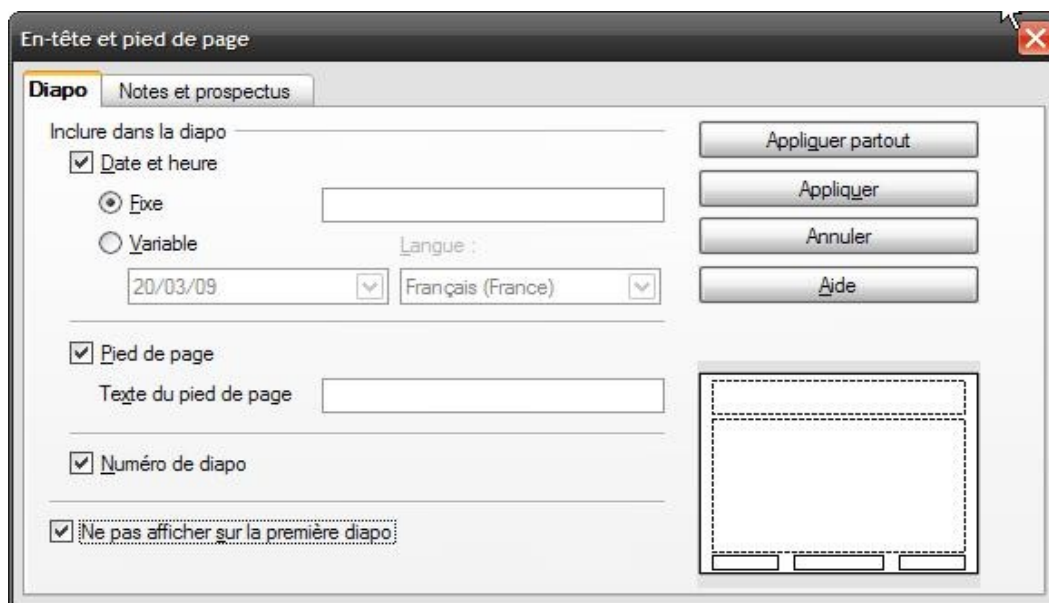 En-tête et pied de page
Diapo Notes et prospectus
Inclure dans la diapo
Date et heure
Fixe
Variable
Langue :
20/03/09
Français (France)
Pied de page
Texte du pied de page
Numéro de diapo
Ne pas afficher sur la première diapo
Appliquer partout
Appliquer
Annuler
Aide